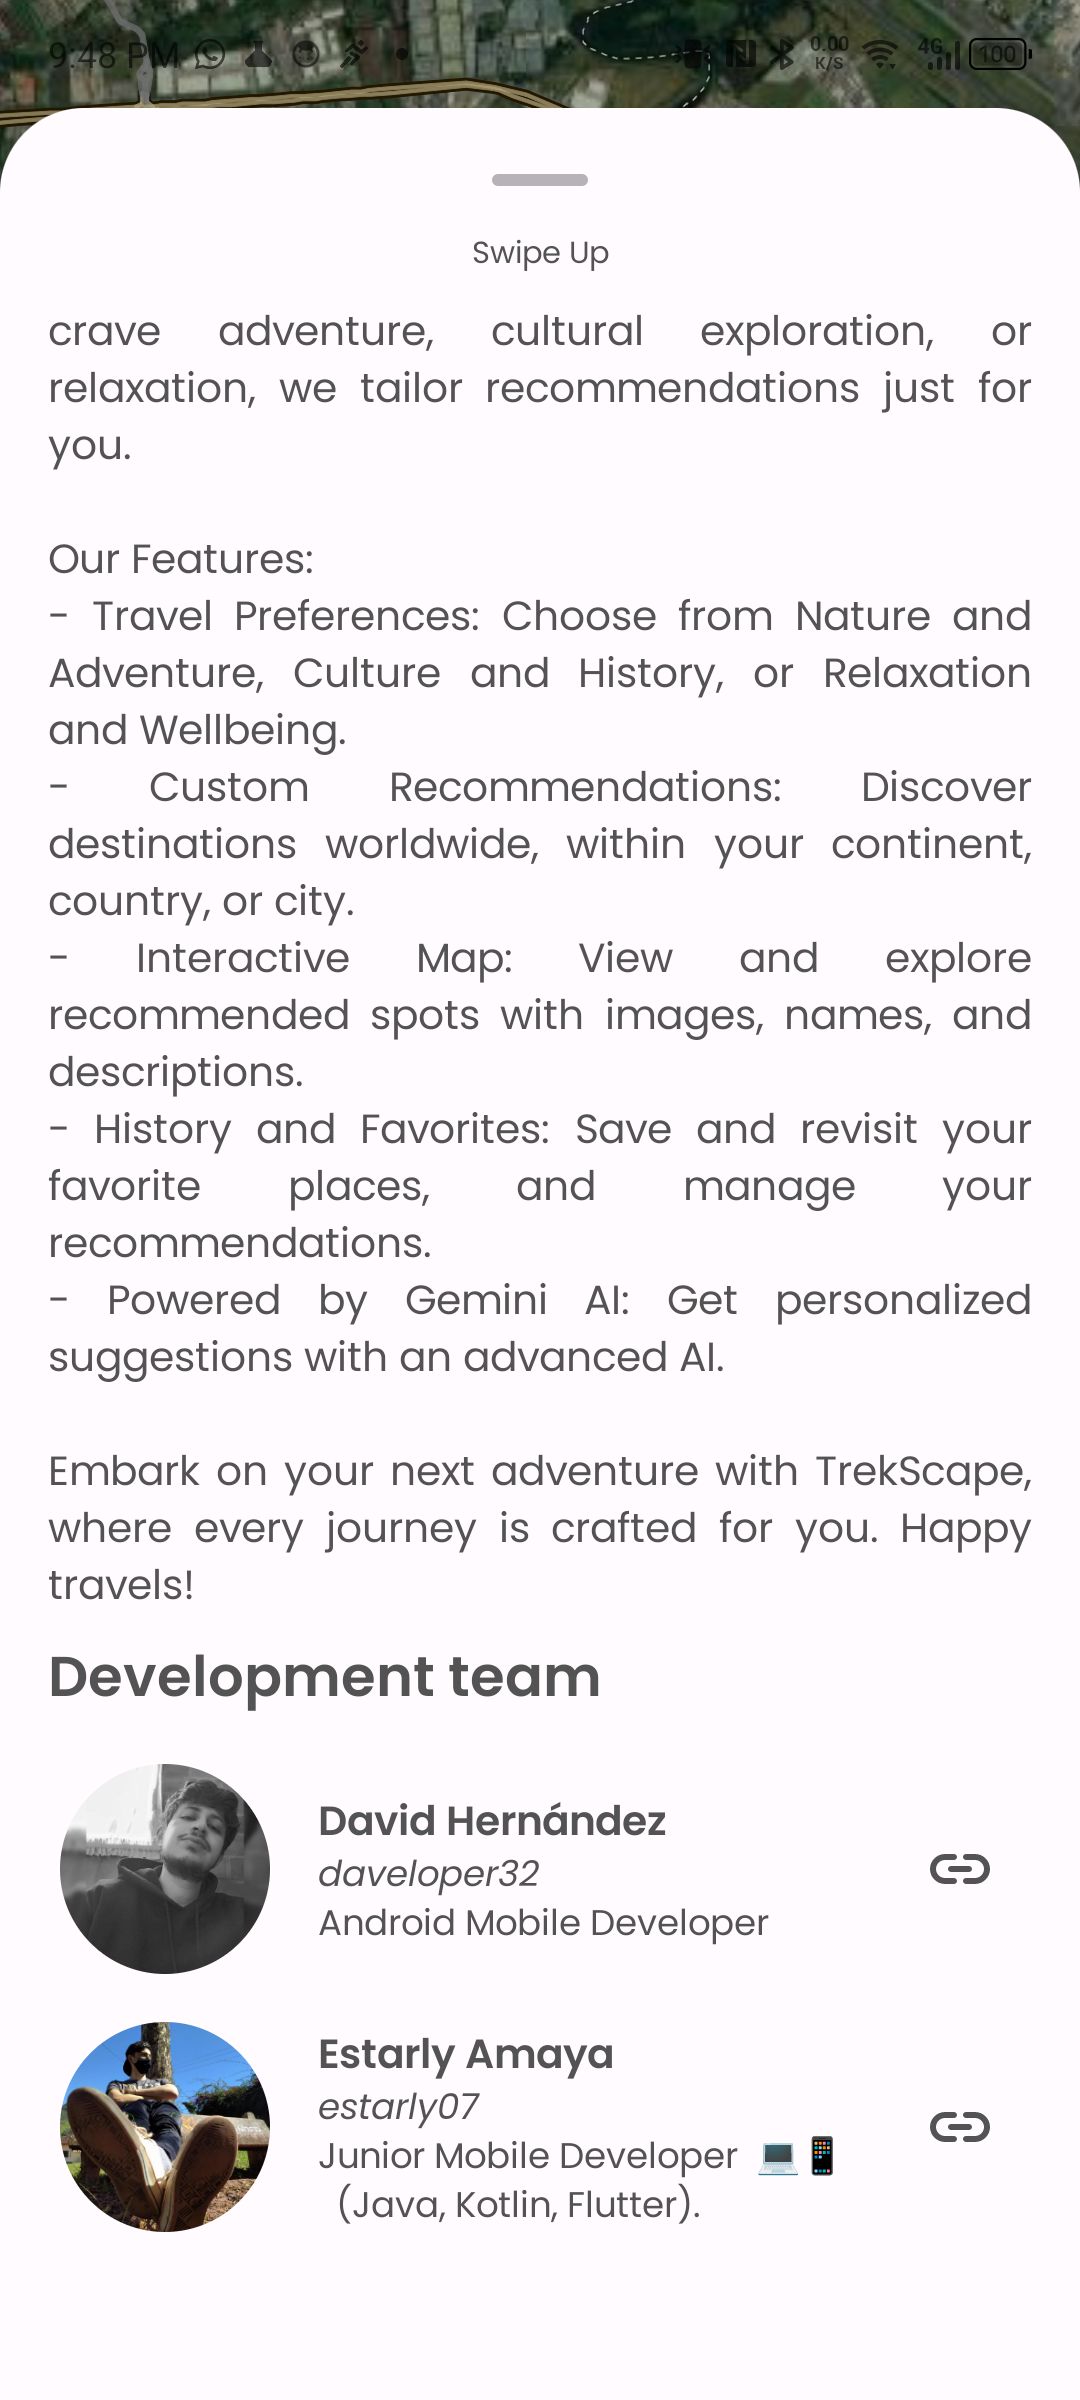 9:48 PM
0.00
K/S
4G
100
Swipe Up
crave adventure, cultural exploration, or
relaxation, we tailor recommendations just for
you.
Our Features:
- Travel Preferences: Choose from Nature and
Adventure, Culture and History, or Relaxation
and Wellbeing.
- Custom Recommendations: Discover
destinations worldwide, within your continent,
country, or city.
- Interactive Map: View and explore
recommended spots with images, names, and
descriptions.
- History and Favorites: Save and revisit your
favorite places, and manage your
recommendations.
- Powered by Gemini AI: Get personalized
suggestions with an advanced AI.
Embark on your next adventure with TrekScape,
where every journey is crafted for you. Happy
travels!
Development team
David Hernández
daveloper32
Android Mobile Developer
Estarly Amaya
estarly07
Junior Mobile Developer 💻📱
(Java, Kotlin, Flutter).